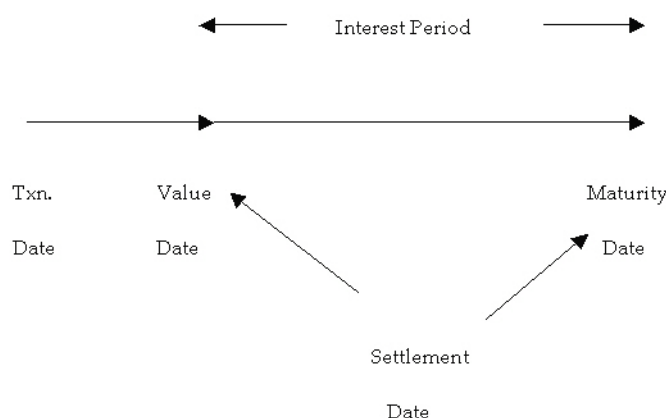 Interest Period
Txn. Value Maturity
Date Date Date
Settlement
Date